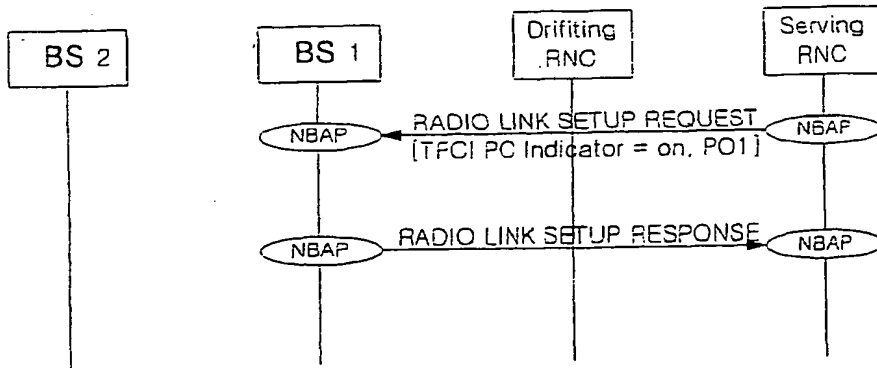 BS 2
BS 1
Drifiting
RNC
Serving
RNC
NBAP
RADIO LINK SETUP REQUEST
[TFCI PC Indicator = on, PO1]
NBAP
NBAP
RADIO LINK SETUP RESPONSE
NBAP